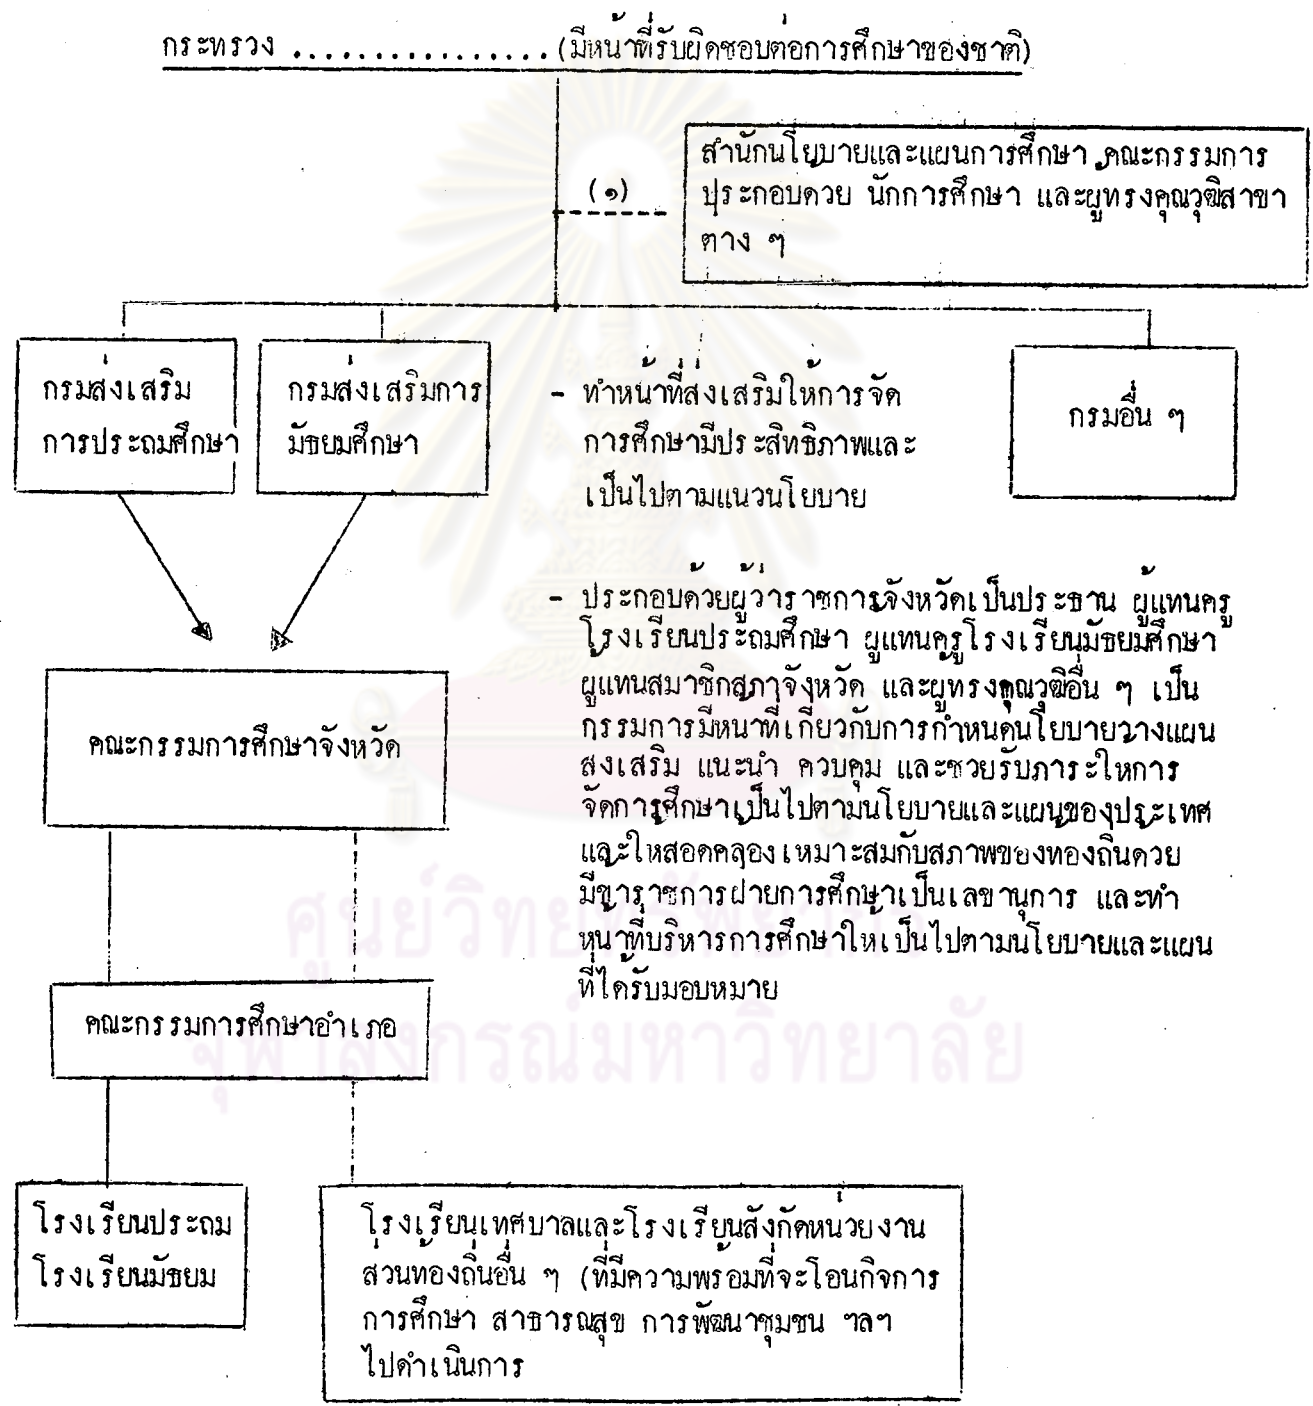 กระทรวง ................(มีหน้าที่รับผิดชอบต่อการศึกษาของชาติ)
สำนักนโยบายและแผนการศึกษา คณะกรรมการ
ประกอบด้วย นักการศึกษา และผู้ทรงคุณวุฒิสาขา
ต่าง ๆ
(๑)
กรมส่งเสริม
การประถมศึกษา
กรมส่งเสริมการ
มัธยมศึกษา
- ทำหน้าที่ส่งเสริมให้การจัด
การศึกษามีประสิทธิภาพและ
เป็นไปตามแนวนโยบาย
กรมอื่น ๆ
- ประกอบด้วยผู้ว่าราชการจังหวัดเป็นประธาน ผู้แทนครู
โรงเรียนประถมศึกษา ผู้แทนครูโรงเรียนมัธยมศึกษา
ผู้แทนสมาชิกสภาจังหวัด และผู้ทรงคุณวุฒิอื่น ๆ เป็น
กรรมการมีหน้าที่เกี่ยวกับการกำหนดนโยบายวางแผน
ส่งเสริม แนะนำ ควบคุม และช่วยรับภาระให้การ
จัดการศึกษาเป็นไปตามนโยบายและแผนของประเทศ
และให้สอดคล้องเหมาะสมกับสภาพของท้องถิ่นด้วย
มีข้าราชการฝ่ายการศึกษาเป็นเลขานุการ และทำ
หน้าที่บริหารการศึกษาให้เป็นไปตามนโยบายและแผน
ที่ได้รับมอบหมาย
คณะกรรมการศึกษาจังหวัด
ศูนย์วิทยทรัพยากร
จุฬาลงกรณ์มหาวิทยาลัย
คณะกรรมการศึกษาอำเภอ
โรงเรียนประถม
โรงเรียนมัธยม
โรงเรียนเทศบาลและโรงเรียนสังกัดหน่วยงาน
ส่วนท้องถิ่นอื่น ๆ (ที่มีความพร้อมที่จะโอนกิจการ
การศึกษา สาธารณสุข การพัฒนาชุมชน ฯลฯ
ไปดำเนินการ